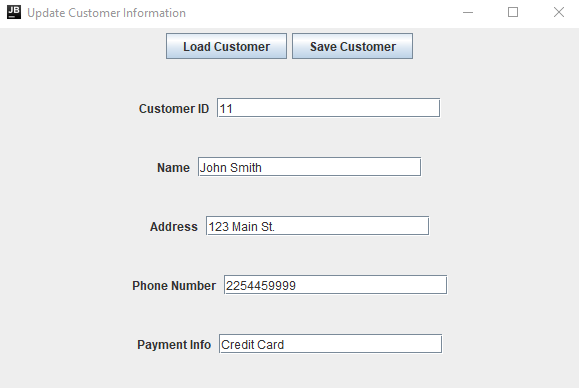 JB Update Customer Information
Load Customer Save Customer
Customer ID 11
Name John Smith
Address 123 Main St.
Phone Number 2254459999
Payment Info Credit Card